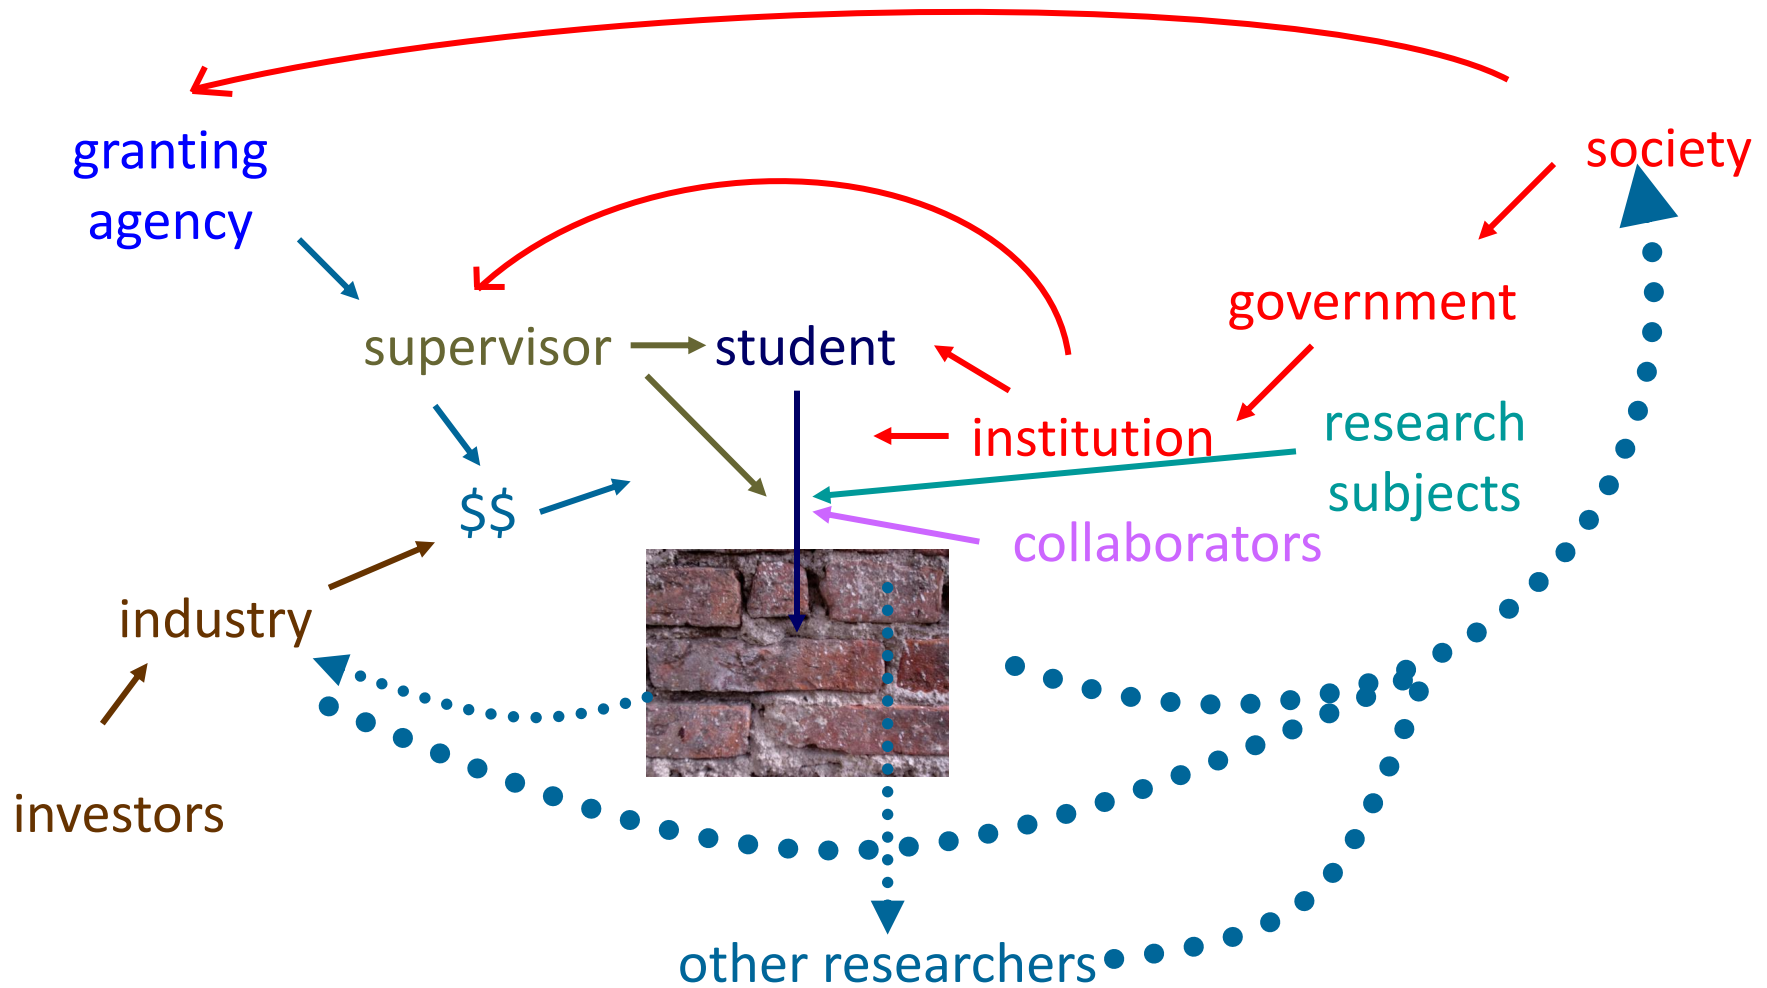 granting
agency
society
government
supervisor
student
institution
research
subjects
$$
collaborators
industry
investors
other researchers